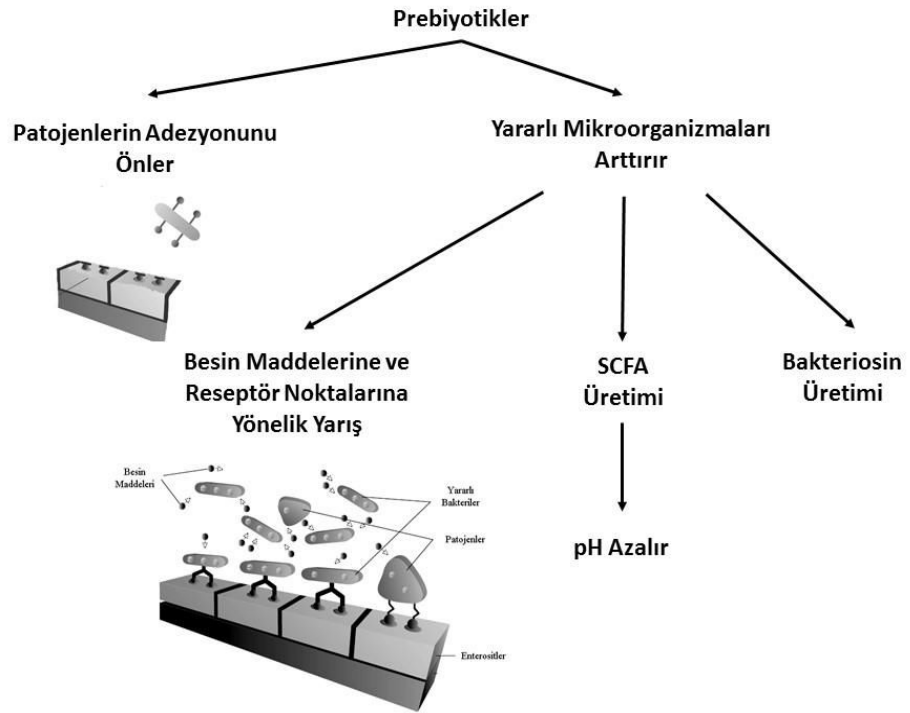 Prebiyotikler
Patojenlerin Adezyonunu
Önler
Yararlı Mikroorganizmaları
Arttırır
Besin Maddelerine ve
Reseptör Noktalarına
Yönelik Yarış
SCFA
Üretimi
Bakteriosin
Üretimi
Besin
Maddeleri
Yararlı
Bakteriler
Patojenler
pH Azalır
Enterositler